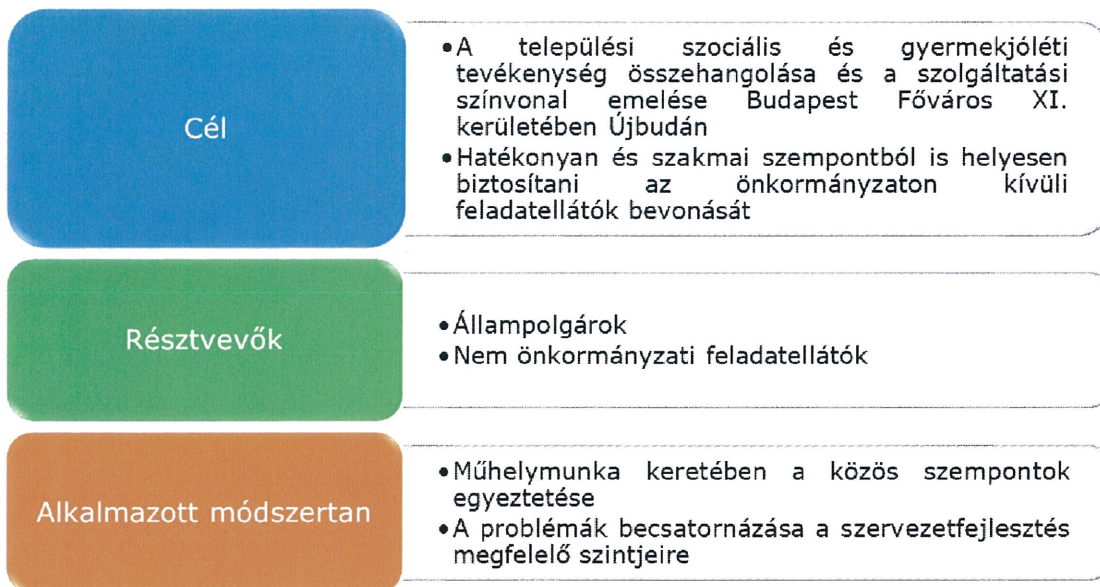 Cél
•A települési szociális és gyermekjóléti
tevékenység összehangolása és a szolgáltatási
színvonal emelése Budapest Főváros XI.
kerületében Újbudán
•Hatékonyan és szakmai szempontból is helyesen
biztosítani az önkormányzaton kívüli
feladatellátók bevonását
Résztvevők
•Állampolgárok
•Nem önkormányzati feladatellátók
Alkalmazott módszertan
•Műhelymunka keretében a közös szempontok
egyeztetése
•A problémák becsatornázása a szervezetfejlesztés
megfelelő szintjeire